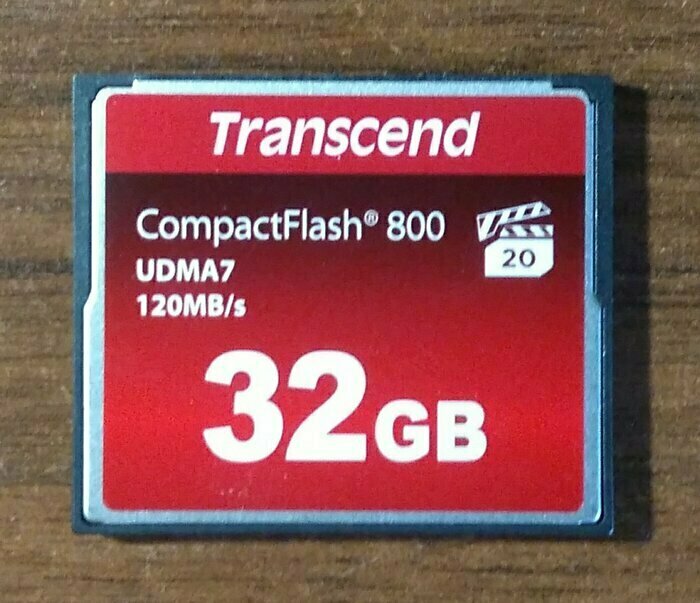 Transcend
CompactFlash® 800
20
UDMA7
120MB/s
32GB